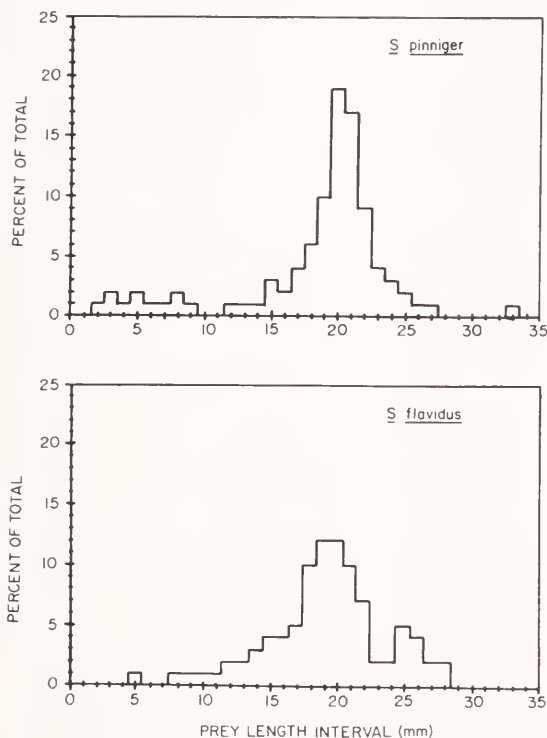 25
20
15
10
5
0
PERCENT OF TOTAL
S pinniger
0 5 10 15 20 25 30 35
25
20
15
10
5
0
PERCENT OF TOTAL
S flavidus
0 5 10 15 20 25 30 35
PREY LENGTH INTERVAL (mm)